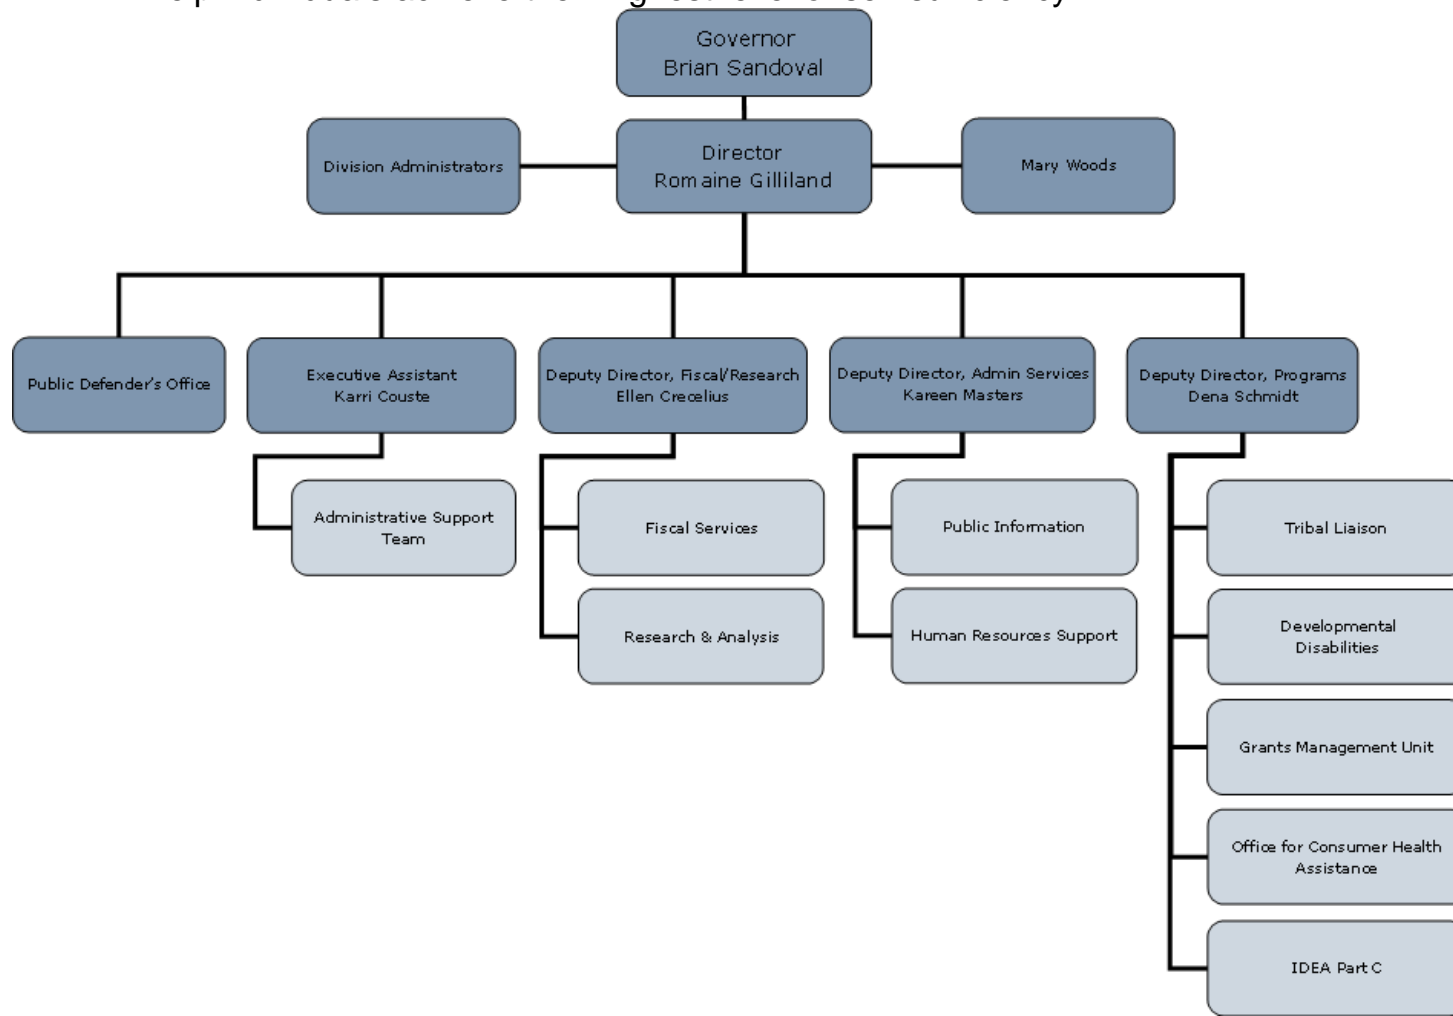 Governor
Brian Sandoval
Division Administrators
Director
Romaine Gilliland
Mary Woods
Public Defender's Office
Executive Assistant
Karri Couste
Deputy Director, Fiscal/Research
Ellen Crecelius
Deputy Director, Admin Services
Kareen Masters
Deputy Director, Programs
Dena Schmidt
Administrative Support
Team
Fiscal Services
Public Information
Tribal Liaison
Research & Analysis
Human Resources Support
Developmental
Disabilities
Grants Management Unit
Office for Consumer Health
Assistance
IDEA Part C